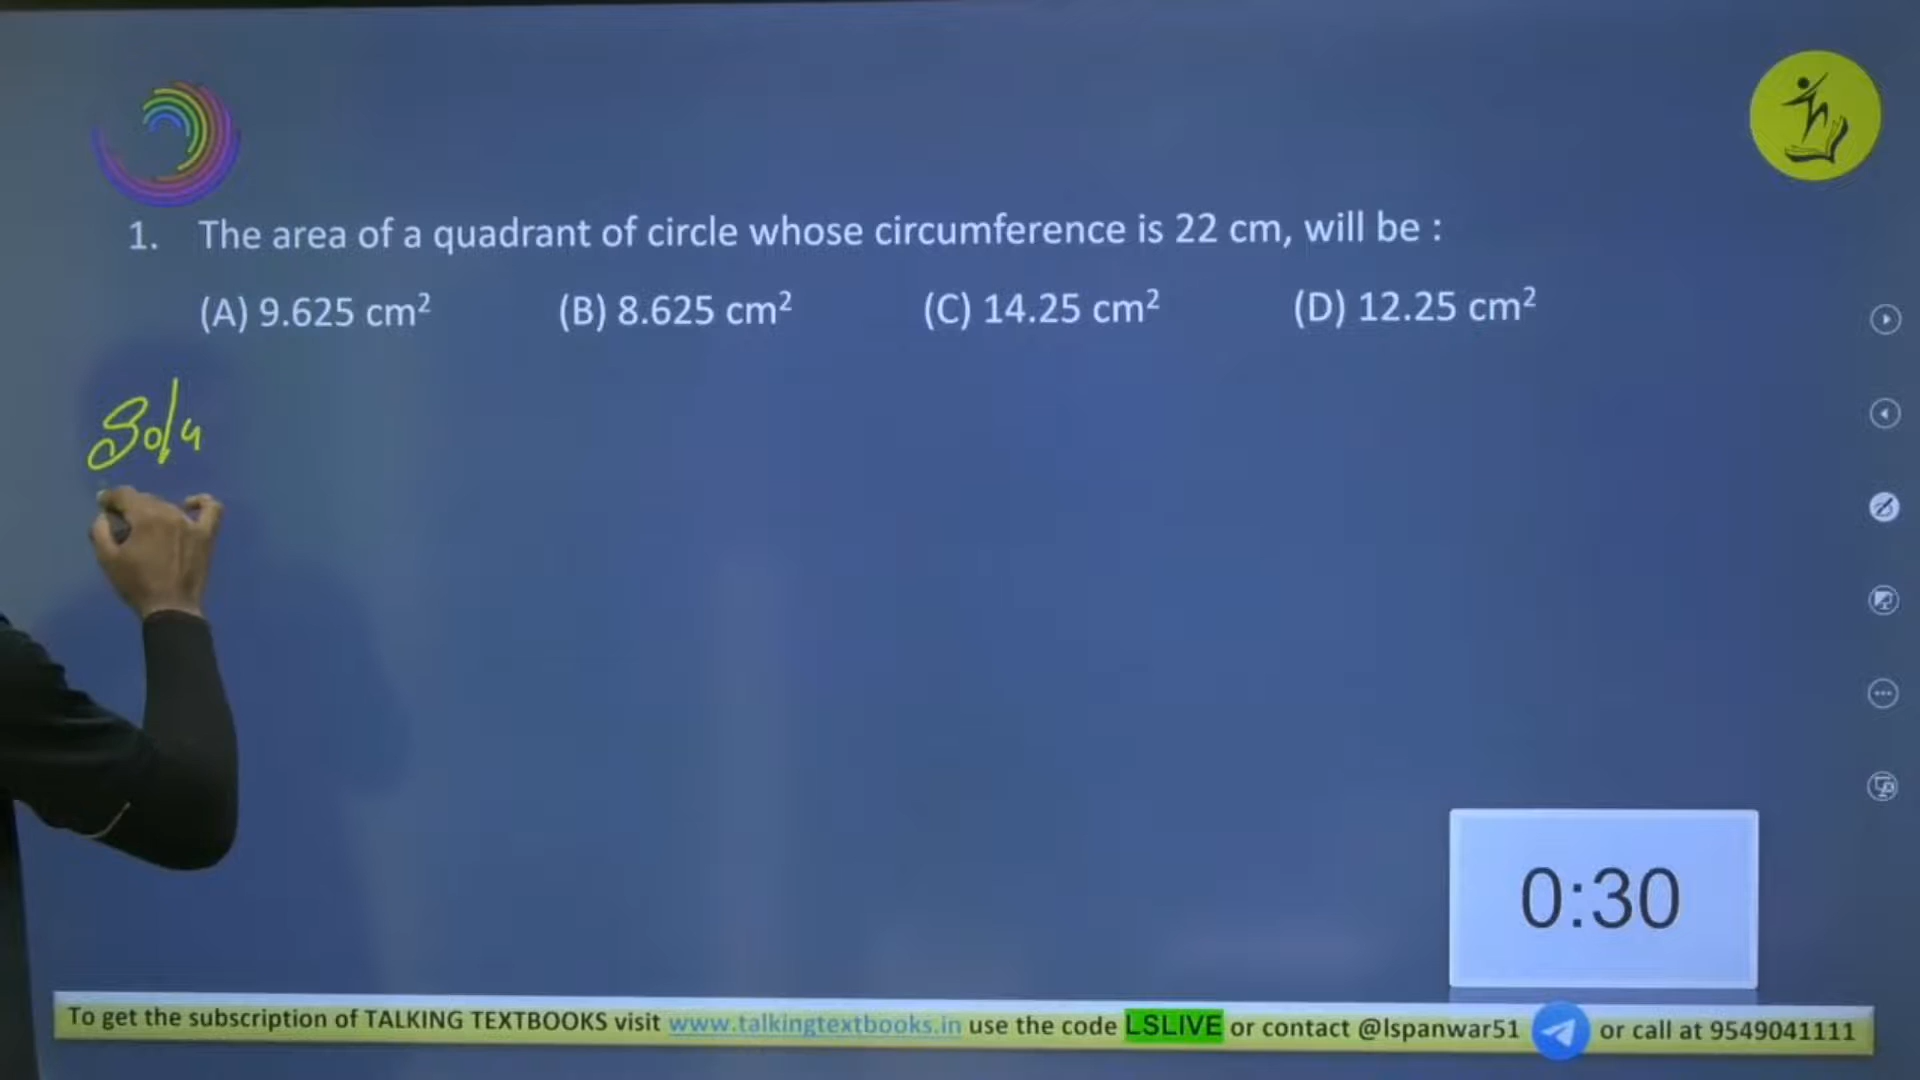 1. The area of a quadrant of circle whose circumference is 22 cm, will be :
(A) 9.625 cm² (B) 8.625 cm² (C) 14.25 cm² (D) 12.25 cm²
Soln
0:30
To get the subscription of TALKING TEXTBOOKS visit www.talkingtextbooks.in use the code LSLIVE or contact @lspanwar51 or call at 9549041111